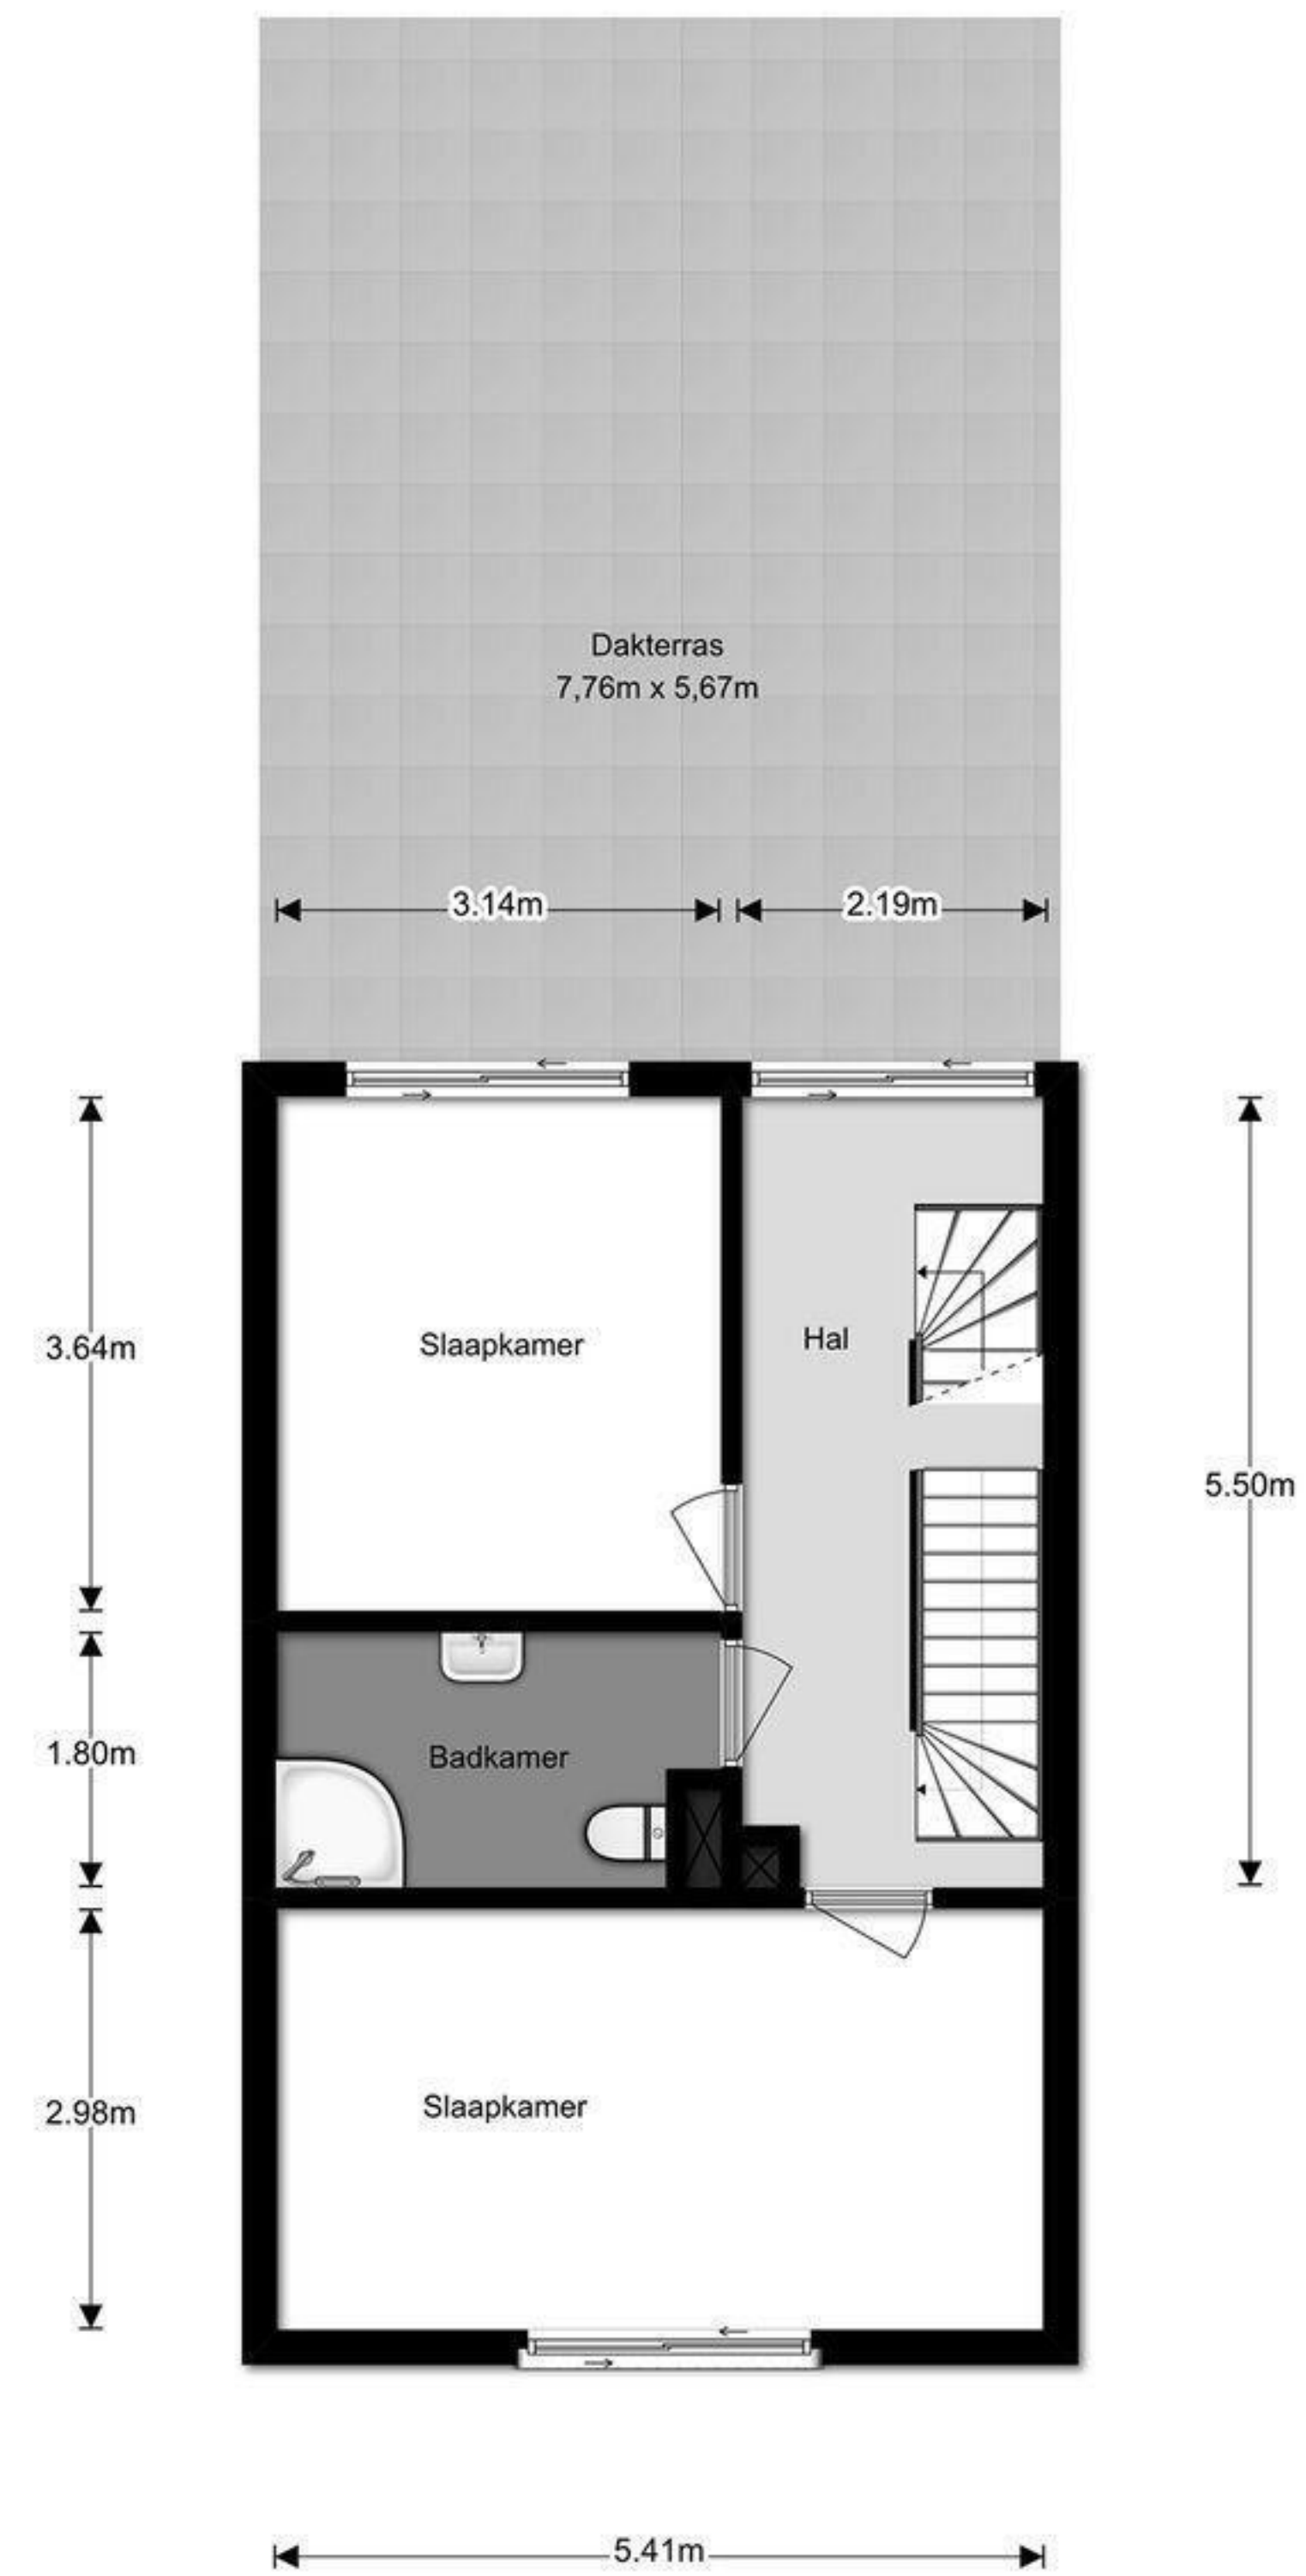 Dakterras
7,76m x 5,67m
3.14m
2.19m
3.64m
Slaapkamer
Hal
5.50m
1.80m
Badkamer
2.98m
Slaapkamer
5.41m